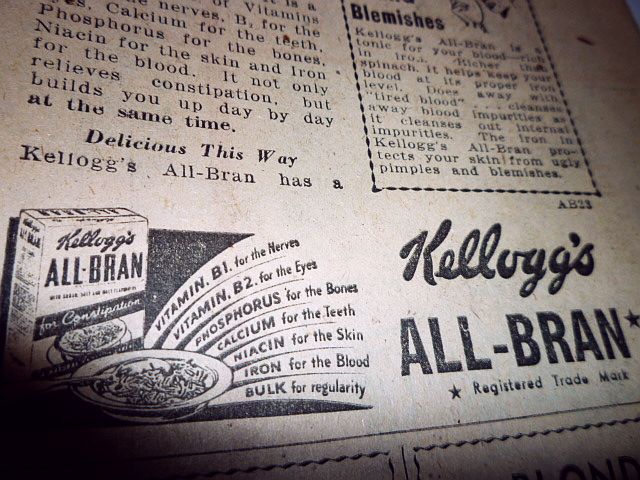 of Vitamins
the nerves, B, for the
Calcium for the teeth,
Phosphorus for the bones,
Niacin for the skin and Iron
for the blood. It not only
relieves constipation, but
builds you up day by day
at the same time.
Delicious This Way
Kellogg's All-Bran has a
Blemishes
Kellogg's All-Bran is a
tonic for your blood—rich
in iron. Richer than
spinach, it helps keep your
blood at its proper iron
level. Does away with
"tired blood" . . . cleanses
away blood impurities as
it cleanses out internal
impurities. The iron in
Kellogg's All-Bran pro-
tects your skin from ugly
pimples and blemishes.
AB23
Kellogg's
ALL-BRAN
for Constipation
VITAMIN. B1. for the Nerves
VITAMIN. B2. for the Eyes
PHOSPHORUS for the Bones
CALCIUM for the Teeth
NIACIN for the Skin
IRON for the Blood
BULK for regularity
Kellogg's
ALL-BRAN★
★ Registered Trade Mark